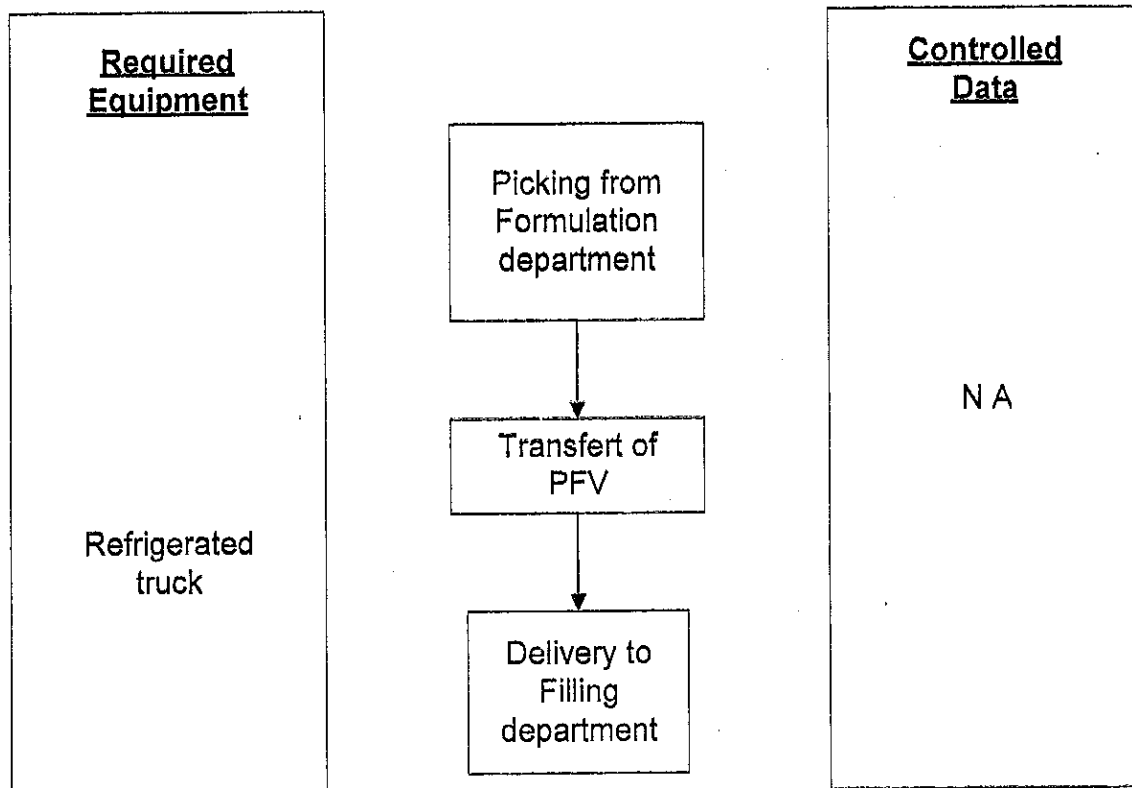 Required
Equipment
Refrigerated
truck
Picking from
Formulation
department
Transfert of
PFV
Delivery to
Filling
department
Controlled
Data
N A